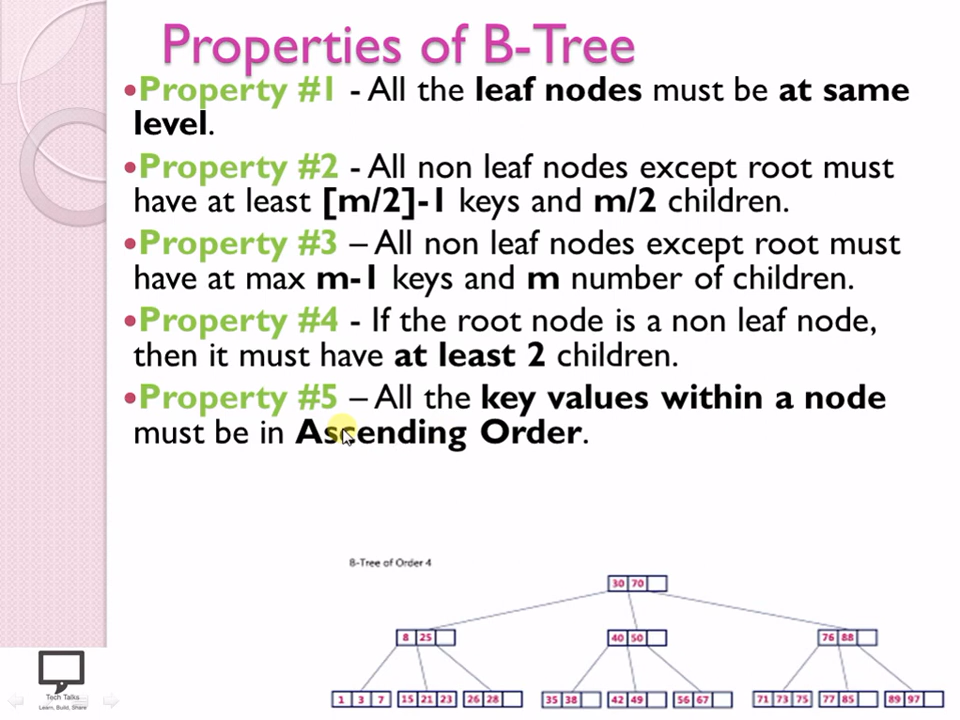 Properties of B-Tree
•Property #1 - All the leaf nodes must be at same
level.
•Property #2 - All non leaf nodes except root must
have at least [m/2]-1 keys and m/2 children.
•Property #3 – All non leaf nodes except root must
have at max m-1 keys and m number of children.
•Property #4 - If the root node is a non leaf node,
then it must have at least 2 children.
•Property #5 – All the key values within a node
must be in Ascending Order.
B-Tree of Order 4
30 70
8 25 40 50 76 88
1 3 7 15 21 23 26 28 35 38 42 49 56 67 71 73 75 77 85 89 97
Tech Talks
Learn, Build, Share